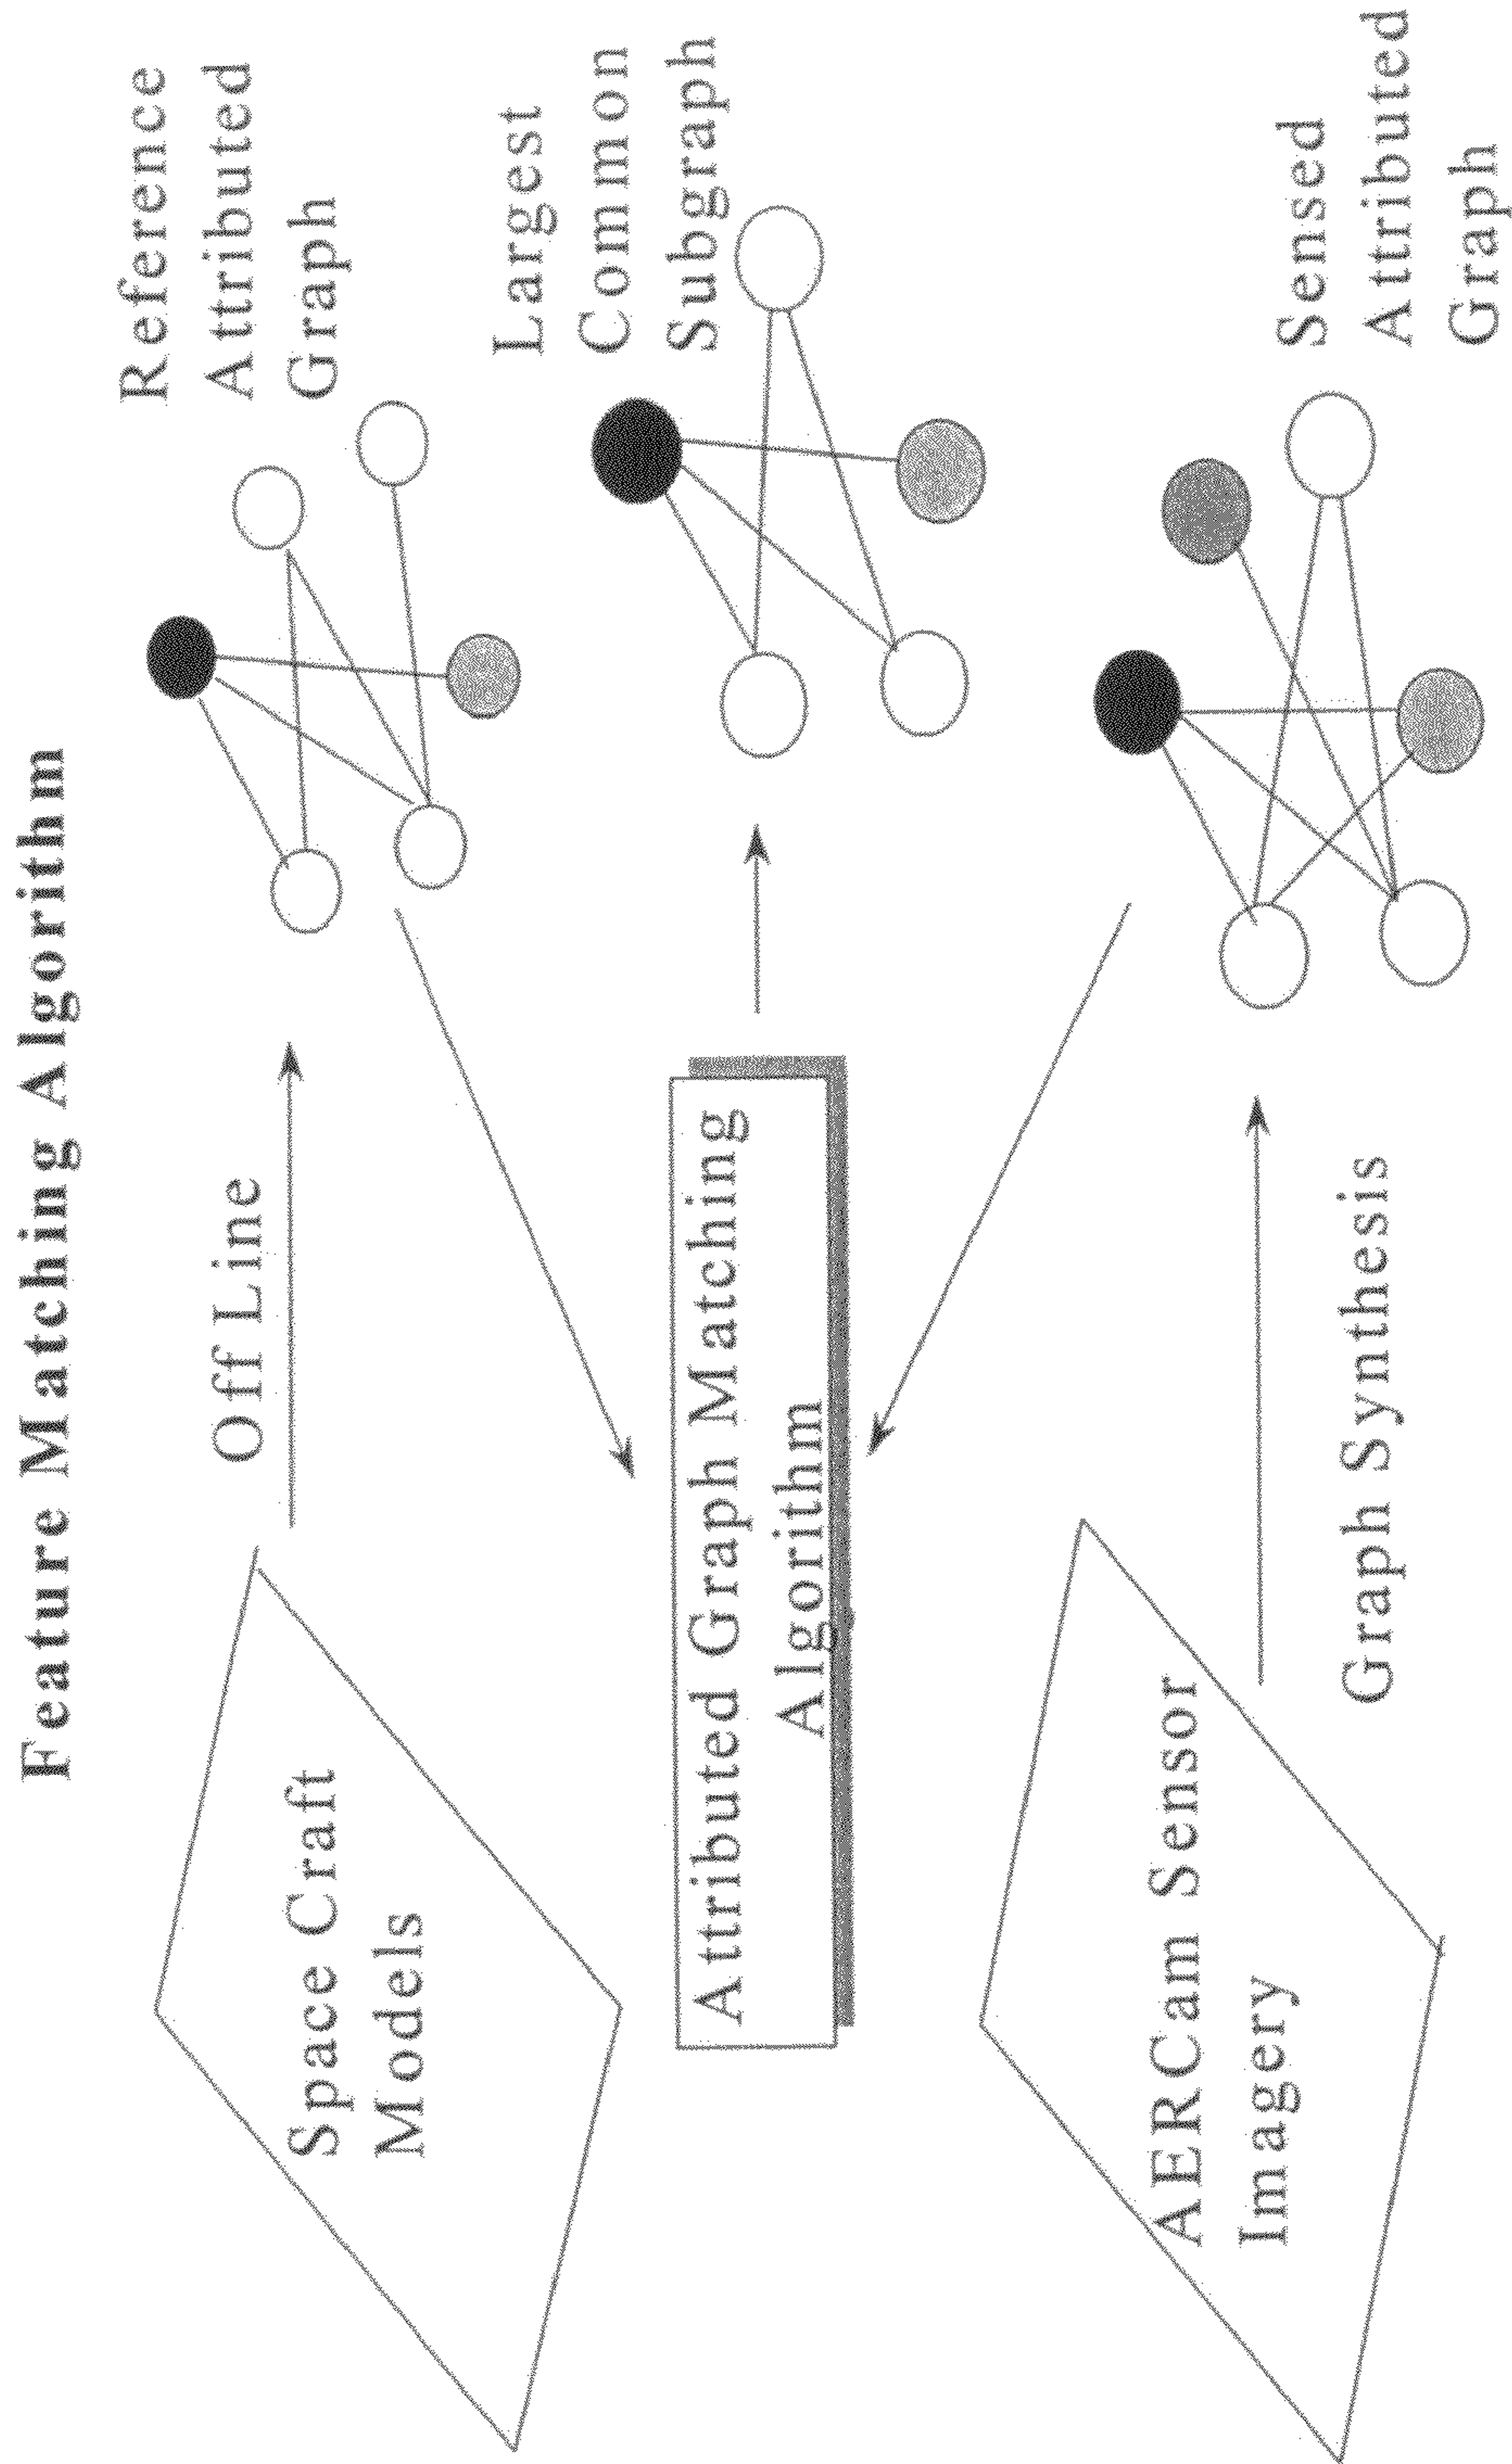 Feature Matching Algorithm
Space Craft
Models
Off Line
Reference
Attributed
Graph
Attributed Graph Matching
Algorithm
Largest
Common
Subgraph
AERCam Sensor
Imagery
Graph Synthesis
Sensed
Attributed
Graph